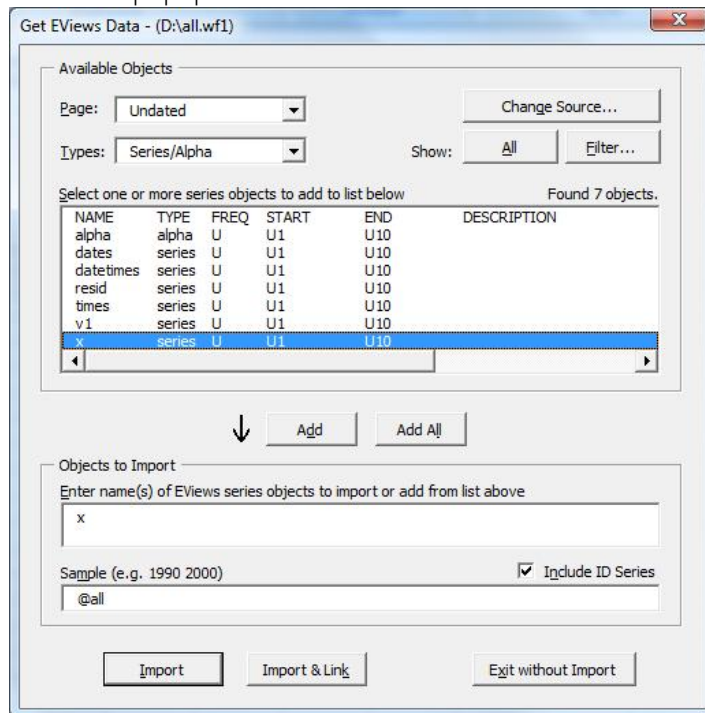 Get EViews Data - (D:\all.wf1)
Available Objects
Page: Undated
Change Source...
Types: Series/Alpha
Show: All Filter...
Select one or more series objects to add to list below Found 7 objects.
NAME TYPE FREQ START END DESCRIPTION
alpha alpha U U1 U10
dates series U U1 U10
datetimes series U U1 U10
resid series U U1 U10
times series U U1 U10
v1 series U U1 U10
x series U U1 U10
Add Add All
Objects to Import
Enter name(s) of EViews series objects to import or add from list above
x
Sample (e.g. 1990 2000) Include ID Series
@all
Import Import & Link Exit without Import